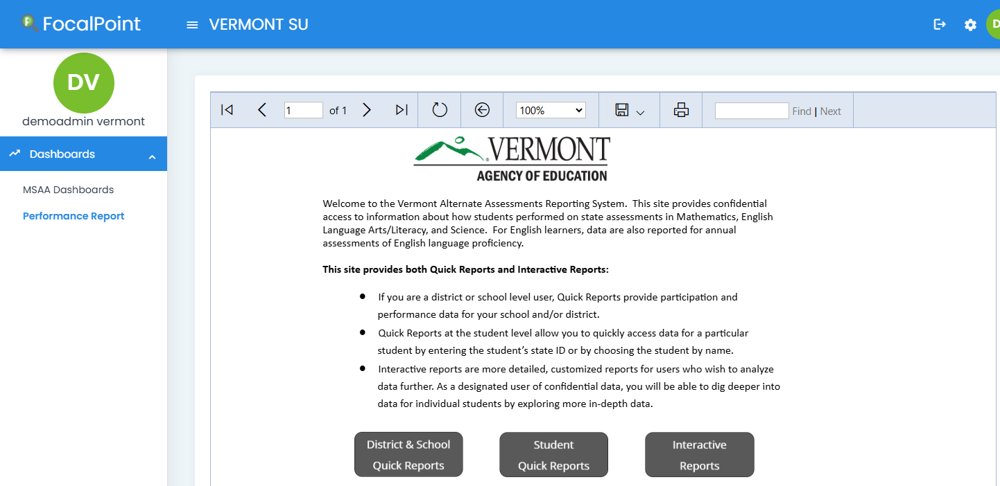 FocalPoint
VERMONT SU
D
DV
demoadmin vermont
Dashboards
MSAA Dashboards
Performance Report
1
of 1
100%
Find | Next
VERMONT
AGENCY OF EDUCATION
Welcome to the Vermont Alternate Assessments Reporting System.  This site provides confidential
access to information about how students performed on state assessments in Mathematics, English
Language Arts/Literacy, and Science.  For English learners, data are also reported for annual
assessments of English language proficiency.
This site provides both Quick Reports and Interactive Reports:
● If you are a district or school level user, Quick Reports provide participation and
performance data for your school and/or district.
● Quick Reports at the student level allow you to quickly access data for a particular
student by entering the student’s state ID or by choosing the student by name.
● Interactive reports are more detailed, customized reports for users who wish to analyze
data further. As a designated user of confidential data, you will be able to dig deeper into
data for individual students by exploring more in-depth data.
District & School
Quick Reports
Student
Quick Reports
Interactive
Reports